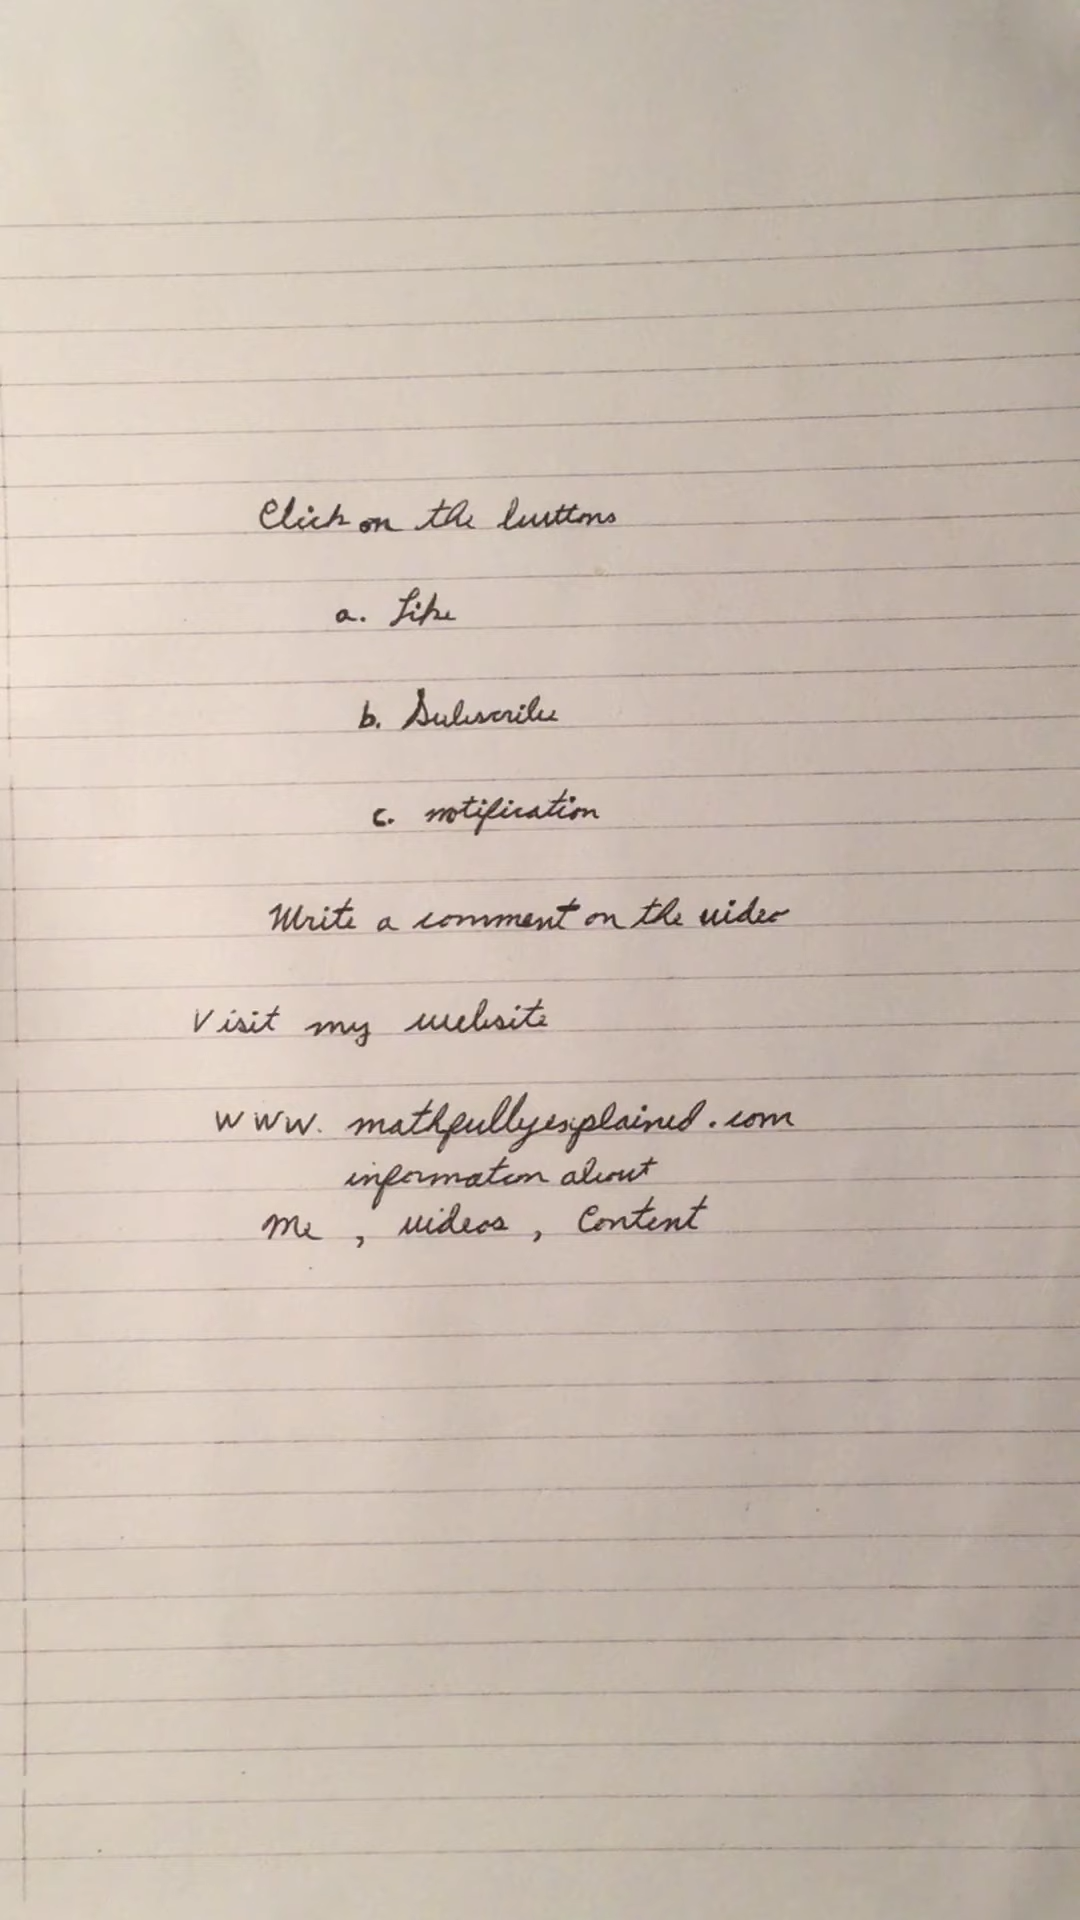 Click on the buttons
a. Like
b. Subscribe
c. notification
Write a comment on the video
Visit my website
www. mathfullyexplained.com
information about
me , videos , Content